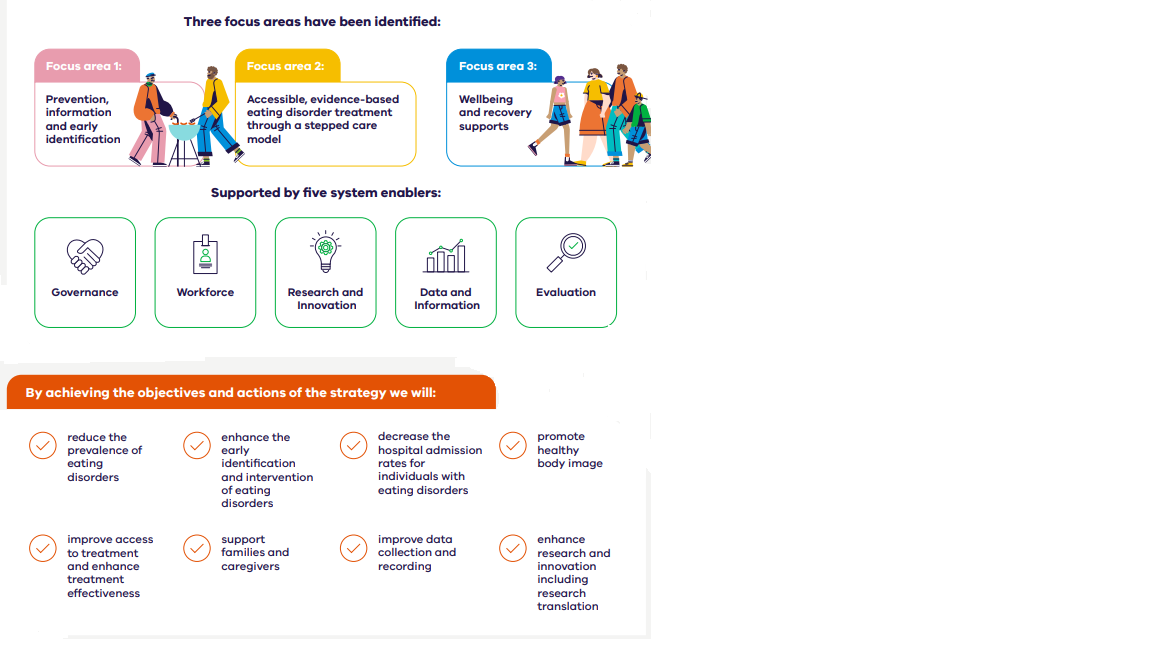 Three focus areas have been identified:
Focus area 1:
Prevention,
information
and early
identification
Focus area 2:
Accessible, evidence-based
eating disorder treatment
through a stepped care
model
Focus area 3:
Wellbeing
and recovery
supports
Supported by five system enablers:
Governance
Workforce
Research and
Innovation
Data and
Information
Evaluation
By achieving the objectives and actions of the strategy we will:
reduce the
prevalence of
eating
disorders
enhance the
early
identification
and intervention
of eating
disorders
decrease the
hospital admission
rates for
individuals with
eating disorders
promote
healthy
body image
improve access
to treatment
and enhance
treatment
effectiveness
support
families and
caregivers
improve data
collection and
recording
enhance
research and
innovation
including
research
translation